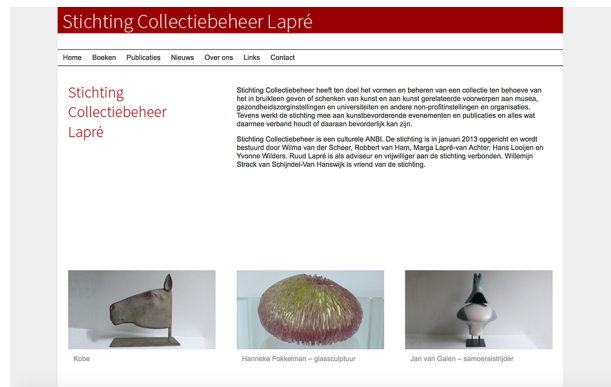 Stichting Collectiebeheer Lapré
Home Boeken Publicaties Nieuws Over ons Links Contact
Stichting
Collectiebeheer
Lapré
Stichting Collectiebeheer heeft ten doel het vormen en beheren van een collectie ten behoeve van
het in bruikleen geven of schenken van kunst en aan kunst gerelateerde voorwerpen aan musea,
gezondheidszorginstellingen en universiteiten en andere non-profitinstellingen en organisaties.
Tevens werkt de stichting mee aan kunstbevorderende evenementen en publicaties en alles wat
daarmee verband houdt of daaraan bevorderlijk kan zijn.
Stichting Collectiebeheer is een culturele ANBI. De stichting is in januari 2013 opgericht en wordt
bestuurd door Wilma van der Scheer, Robbert van Ham, Marga Lapré-van Achter, Hans Looijen en
Yvonne Wilders. Ruud Lapré is als adviseur en vrijwilliger aan de stichting verbonden. Willemijn
Strack van Schijndel-Van Hanswijk is vriend van de stichting.
Kobe
Hanneke Fokkelman – glassculptuur
Jan van Galen – samoeraistrijder